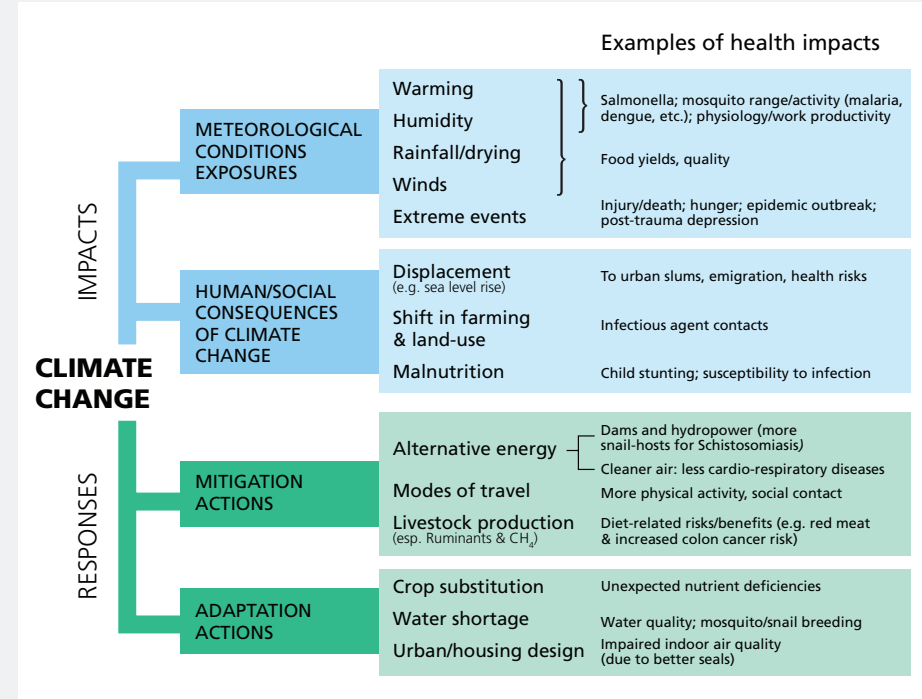 Examples of health impacts
IMPACTS
METEOROLOGICAL
CONDITIONS
EXPOSURES
Warming
Humidity
Rainfall/drying
Winds
Extreme events
Salmonella; mosquito range/activity (malaria,
dengue, etc.); physiology/work productivity
Food yields, quality
Injury/death; hunger; epidemic outbreak;
post-trauma depression
HUMAN/SOCIAL
CONSEQUENCES
OF CLIMATE
CHANGE
Displacement
(e.g. sea level rise)
To urban slums, emigration, health risks
Shift in farming
& land-use
Infectious agent contacts
Malnutrition
Child stunting; susceptibility to infection
CLIMATE
CHANGE
RESPONSES
MITIGATION
ACTIONS
Alternative energy
Dams and hydropower (more
snail-hosts for Schistosomiasis)
Cleaner air: less cardio-respiratory diseases
Modes of travel
More physical activity, social contact
Livestock production
(esp. Ruminants & CH₄)
Diet-related risks/benefits (e.g. red meat
& increased colon cancer risk)
ADAPTATION
ACTIONS
Crop substitution
Unexpected nutrient deficiencies
Water shortage
Water quality; mosquito/snail breeding
Urban/housing design
Impaired indoor air quality
(due to better seals)